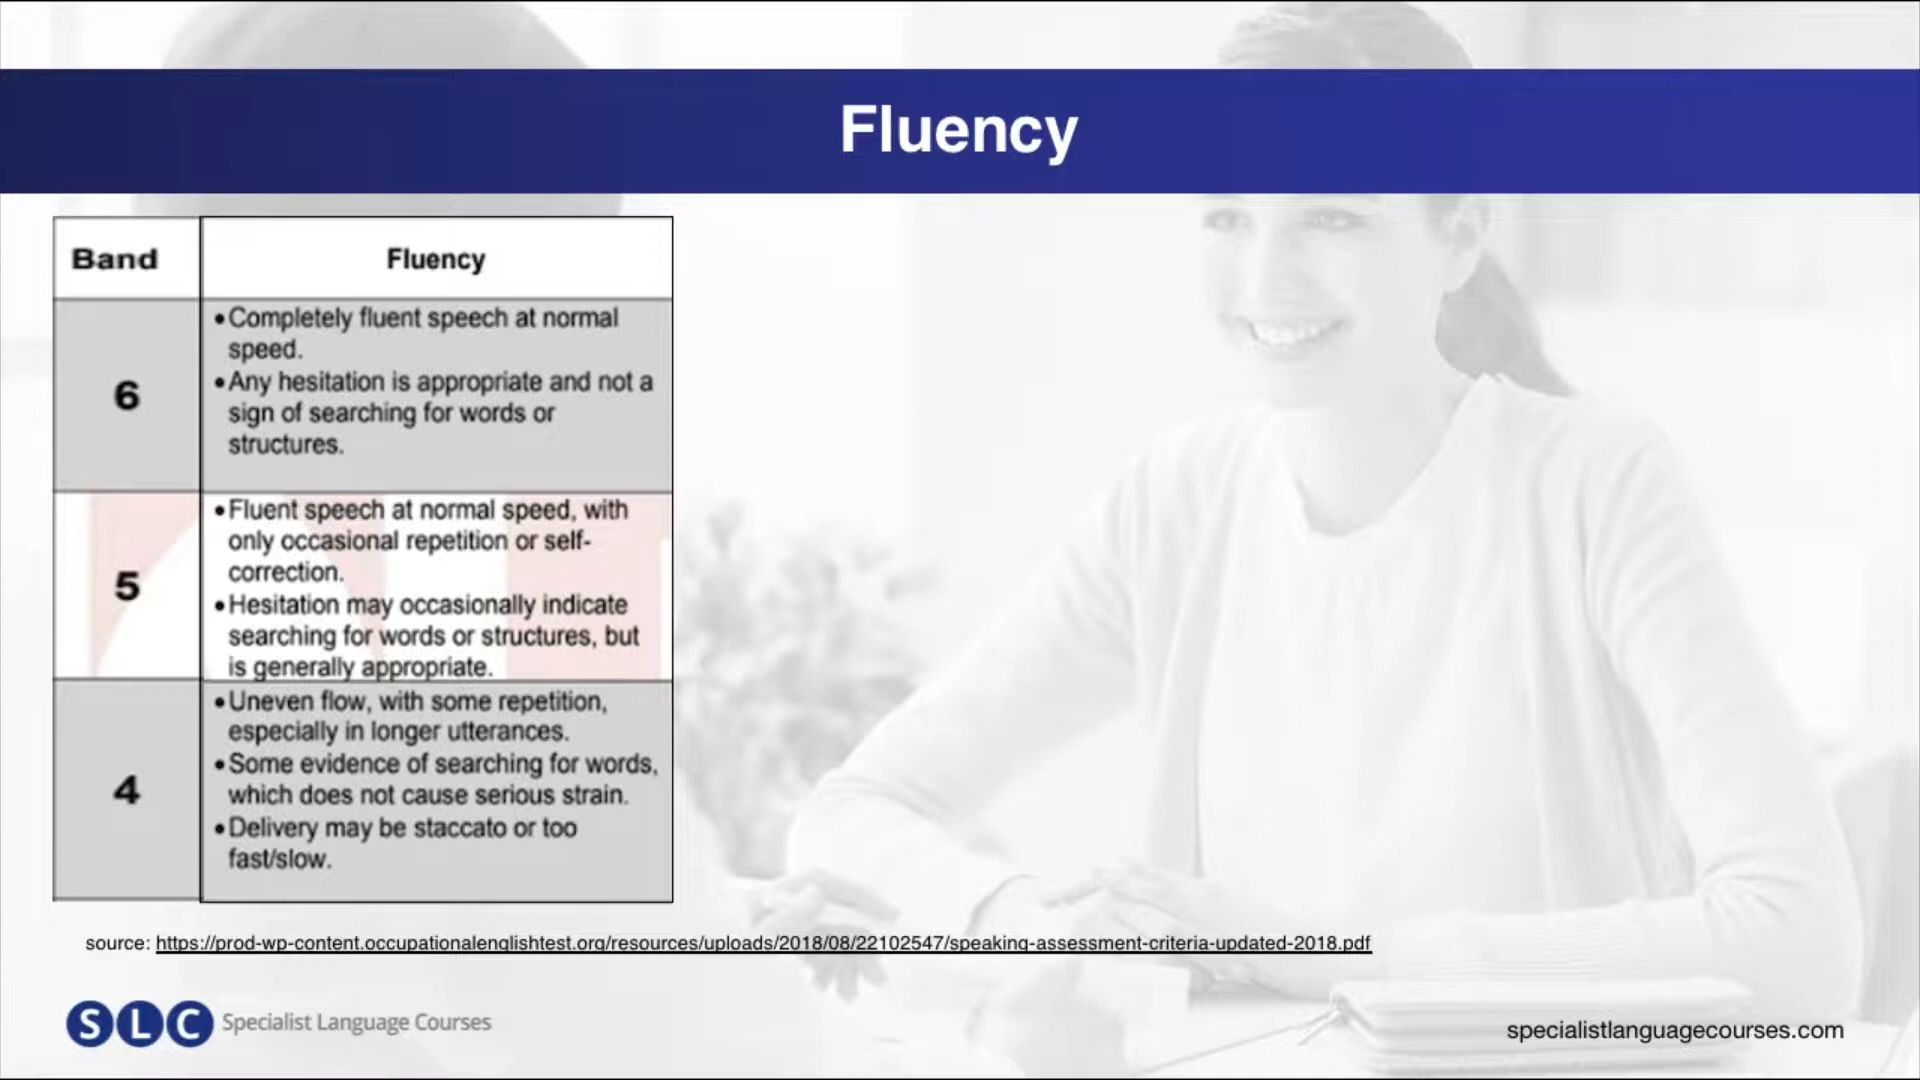 Fluency
Band
Fluency
6
•Completely fluent speech at normal
speed.
•Any hesitation is appropriate and not a
sign of searching for words or
structures.
5
•Fluent speech at normal speed, with
only occasional repetition or self-
correction.
•Hesitation may occasionally indicate
searching for words or structures, but
is generally appropriate.
4
•Uneven flow, with some repetition,
especially in longer utterances.
•Some evidence of searching for words,
which does not cause serious strain.
•Delivery may be staccato or too
fast/slow.
source: https://prod-wp-content.occupationalenglishtest.org/resources/uploads/2018/08/22102547/speaking-assessment-criteria-updated-2018.pdf
SLC Specialist Language Courses
specialistlanguagecourses.com